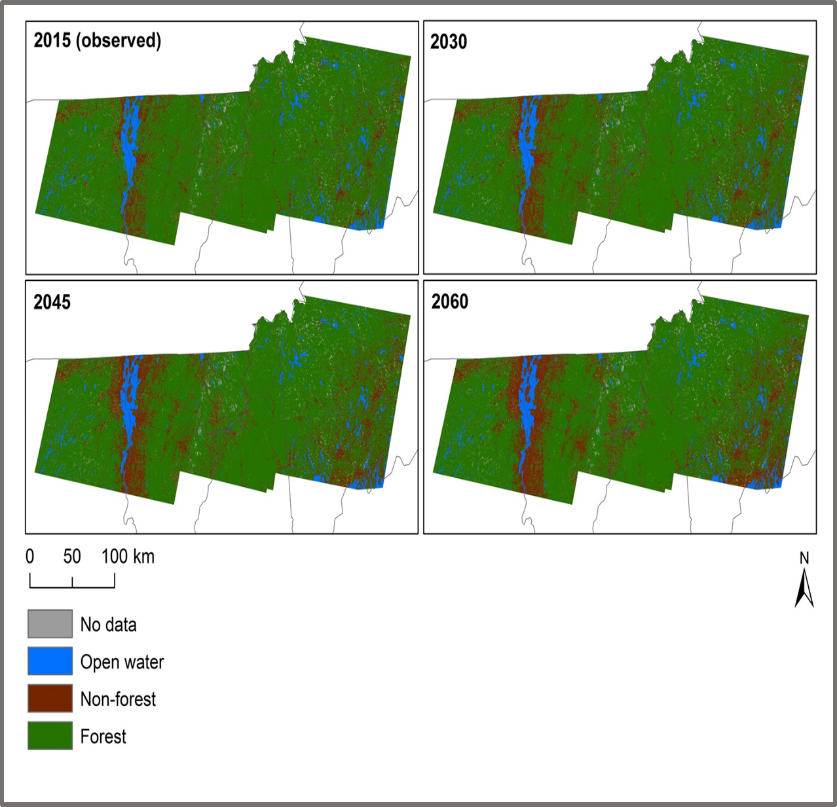 2015 (observed)
2030
2045
2060
0 50 100 km
N
No data
Open water
Non-forest
Forest